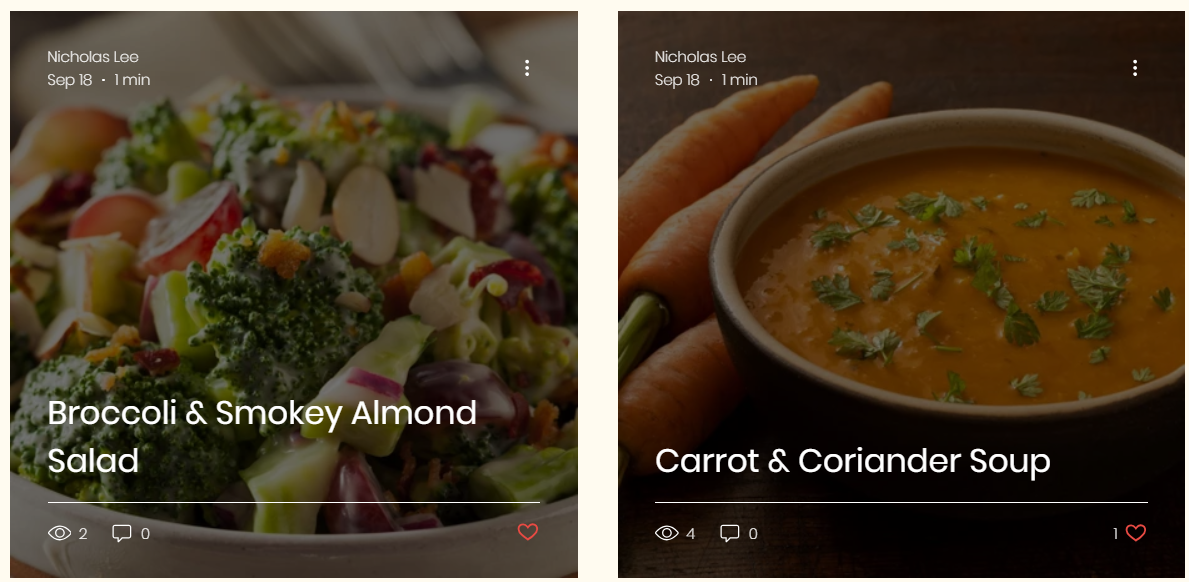 Nicholas Lee
Sep 18 · 1 min
Broccoli & Smokey Almond
Salad
2 0
Nicholas Lee
Sep 18 · 1 min
Carrot & Coriander Soup
4 0 1